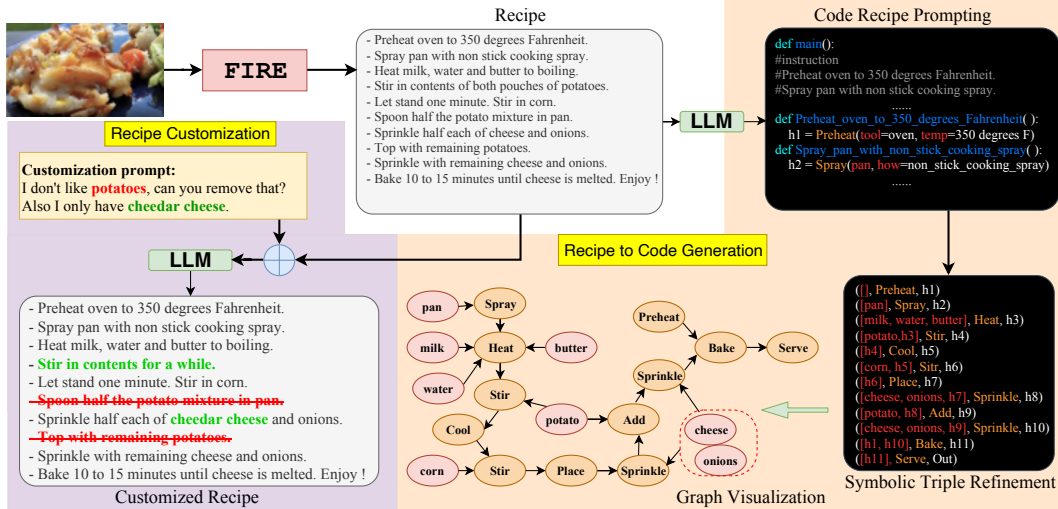 Recipe
- Preheat oven to 350 degrees Fahrenheit.
- Spray pan with non stick cooking spray.
- Heat milk, water and butter to boiling.
- Stir in contents of both pouches of potatoes.
- Let stand one minute. Stir in corn.
- Spoon half the potato mixture in pan.
- Sprinkle half each of cheese and onions.
- Top with remaining potatoes.
- Sprinkle with remaining cheese and onions.
- Bake 10 to 15 minutes until cheese is melted. Enjoy !
FIRE
LLM
Code Recipe Prompting
def main():
#instruction
#Preheat oven to 350 degrees Fahrenheit.
#Spray pan with non stick cooking spray.
......
def Preheat_oven_to_350_degrees_Fahrenheit( ):
h1 = Preheat(tool=oven, temp=350 degrees F)
def Spray_pan_with_non_stick_cooking_spray( ):
h2 = Spray(pan, how=non_stick_cooking_spray)
......
Recipe Customization
Customization prompt:
I don't like potatoes, can you remove that?
Also I only have cheedar cheese.
LLM
- Preheat oven to 350 degrees Fahrenheit.
- Spray pan with non stick cooking spray.
- Heat milk, water and butter to boiling.
- Stir in contents for a while.
- Let stand one minute. Stir in corn.
- Spoon half the potato mixture in pan.
- Sprinkle half each of cheedar cheese and onions.
- Top with remaining potatoes.
- Sprinkle with remaining cheese and onions.
- Bake 10 to 15 minutes until cheese is melted. Enjoy !
Customized Recipe
Recipe to Code Generation
pan
Spray
milk
Heat
butter
water
Stir
potato
Cool
corn
Stir
Place
Sprinkle
Add
Sprinkle
Preheat
Bake
Serve
cheese
onions
Graph Visualization
([], Preheat, h1)
([pan], Spray, h2)
([milk, water, butter], Heat, h3)
([potato,h3], Stir, h4)
([h4], Cool, h5)
([corn, h5], Sitr, h6)
([h6], Place, h7)
([cheese, onions, h7], Sprinkle, h8)
([potato, h8], Add, h9)
([cheese, onions, h9], Sprinkle, h10)
([h1, h10], Bake, h11)
([h11], Serve, Out)
Symbolic Triple Refinement